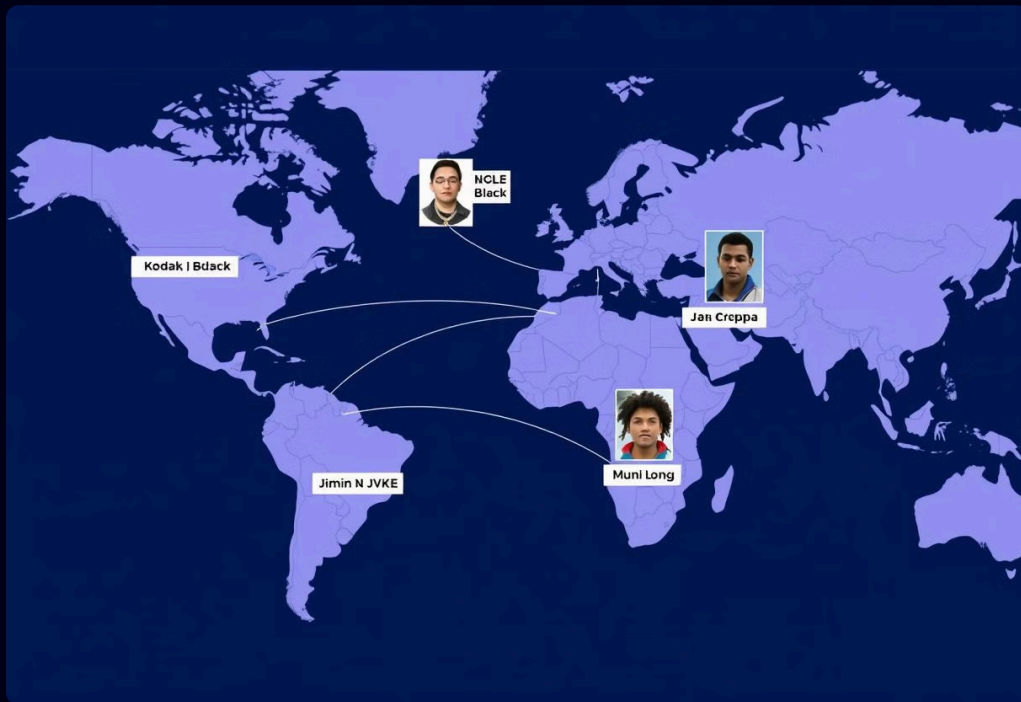 NCLE
Black
Kodak | Bdack
Jan Creppa
Muni Long
Jimin N JVKE